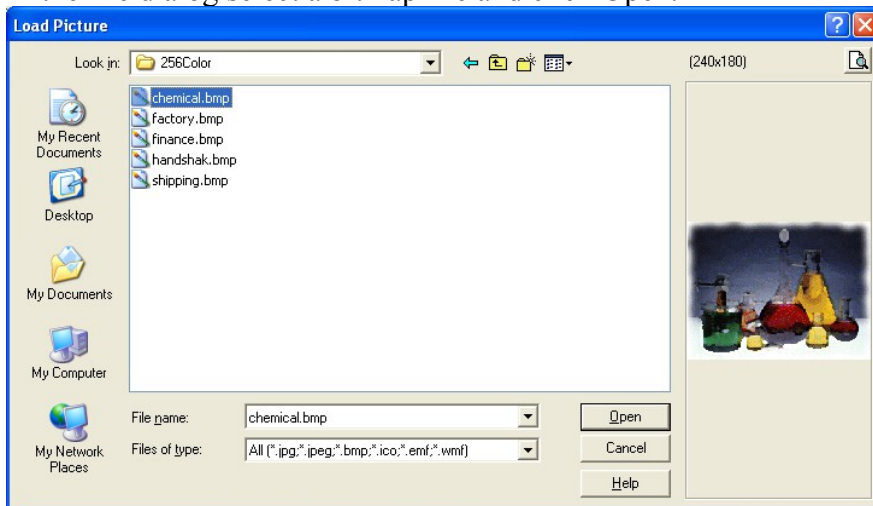 Load Picture
Look in: 256Color (240x180)
chemical.bmp
factory.bmp
finance.bmp
handshak.bmp
shipping.bmp
My Recent
Documents
Desktop
My Documents
My Computer
My Network
Places
File name: chemical.bmp Open
Files of type: All (*.jpg;*.jpeg;*.bmp;*.ico;*.emf;*.wmf) Cancel
Help